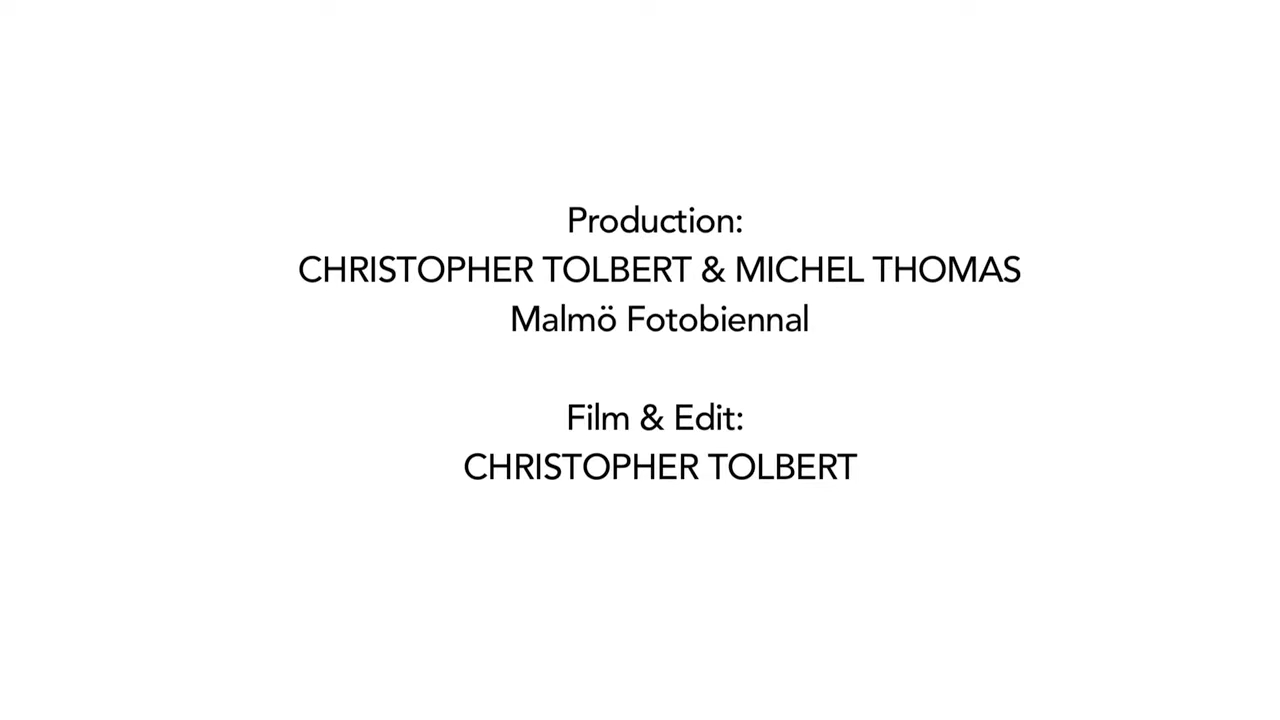 Production:
CHRISTOPHER TOLBERT & MICHEL THOMAS
Malmö Fotobiennal
Film & Edit:
CHRISTOPHER TOLBERT